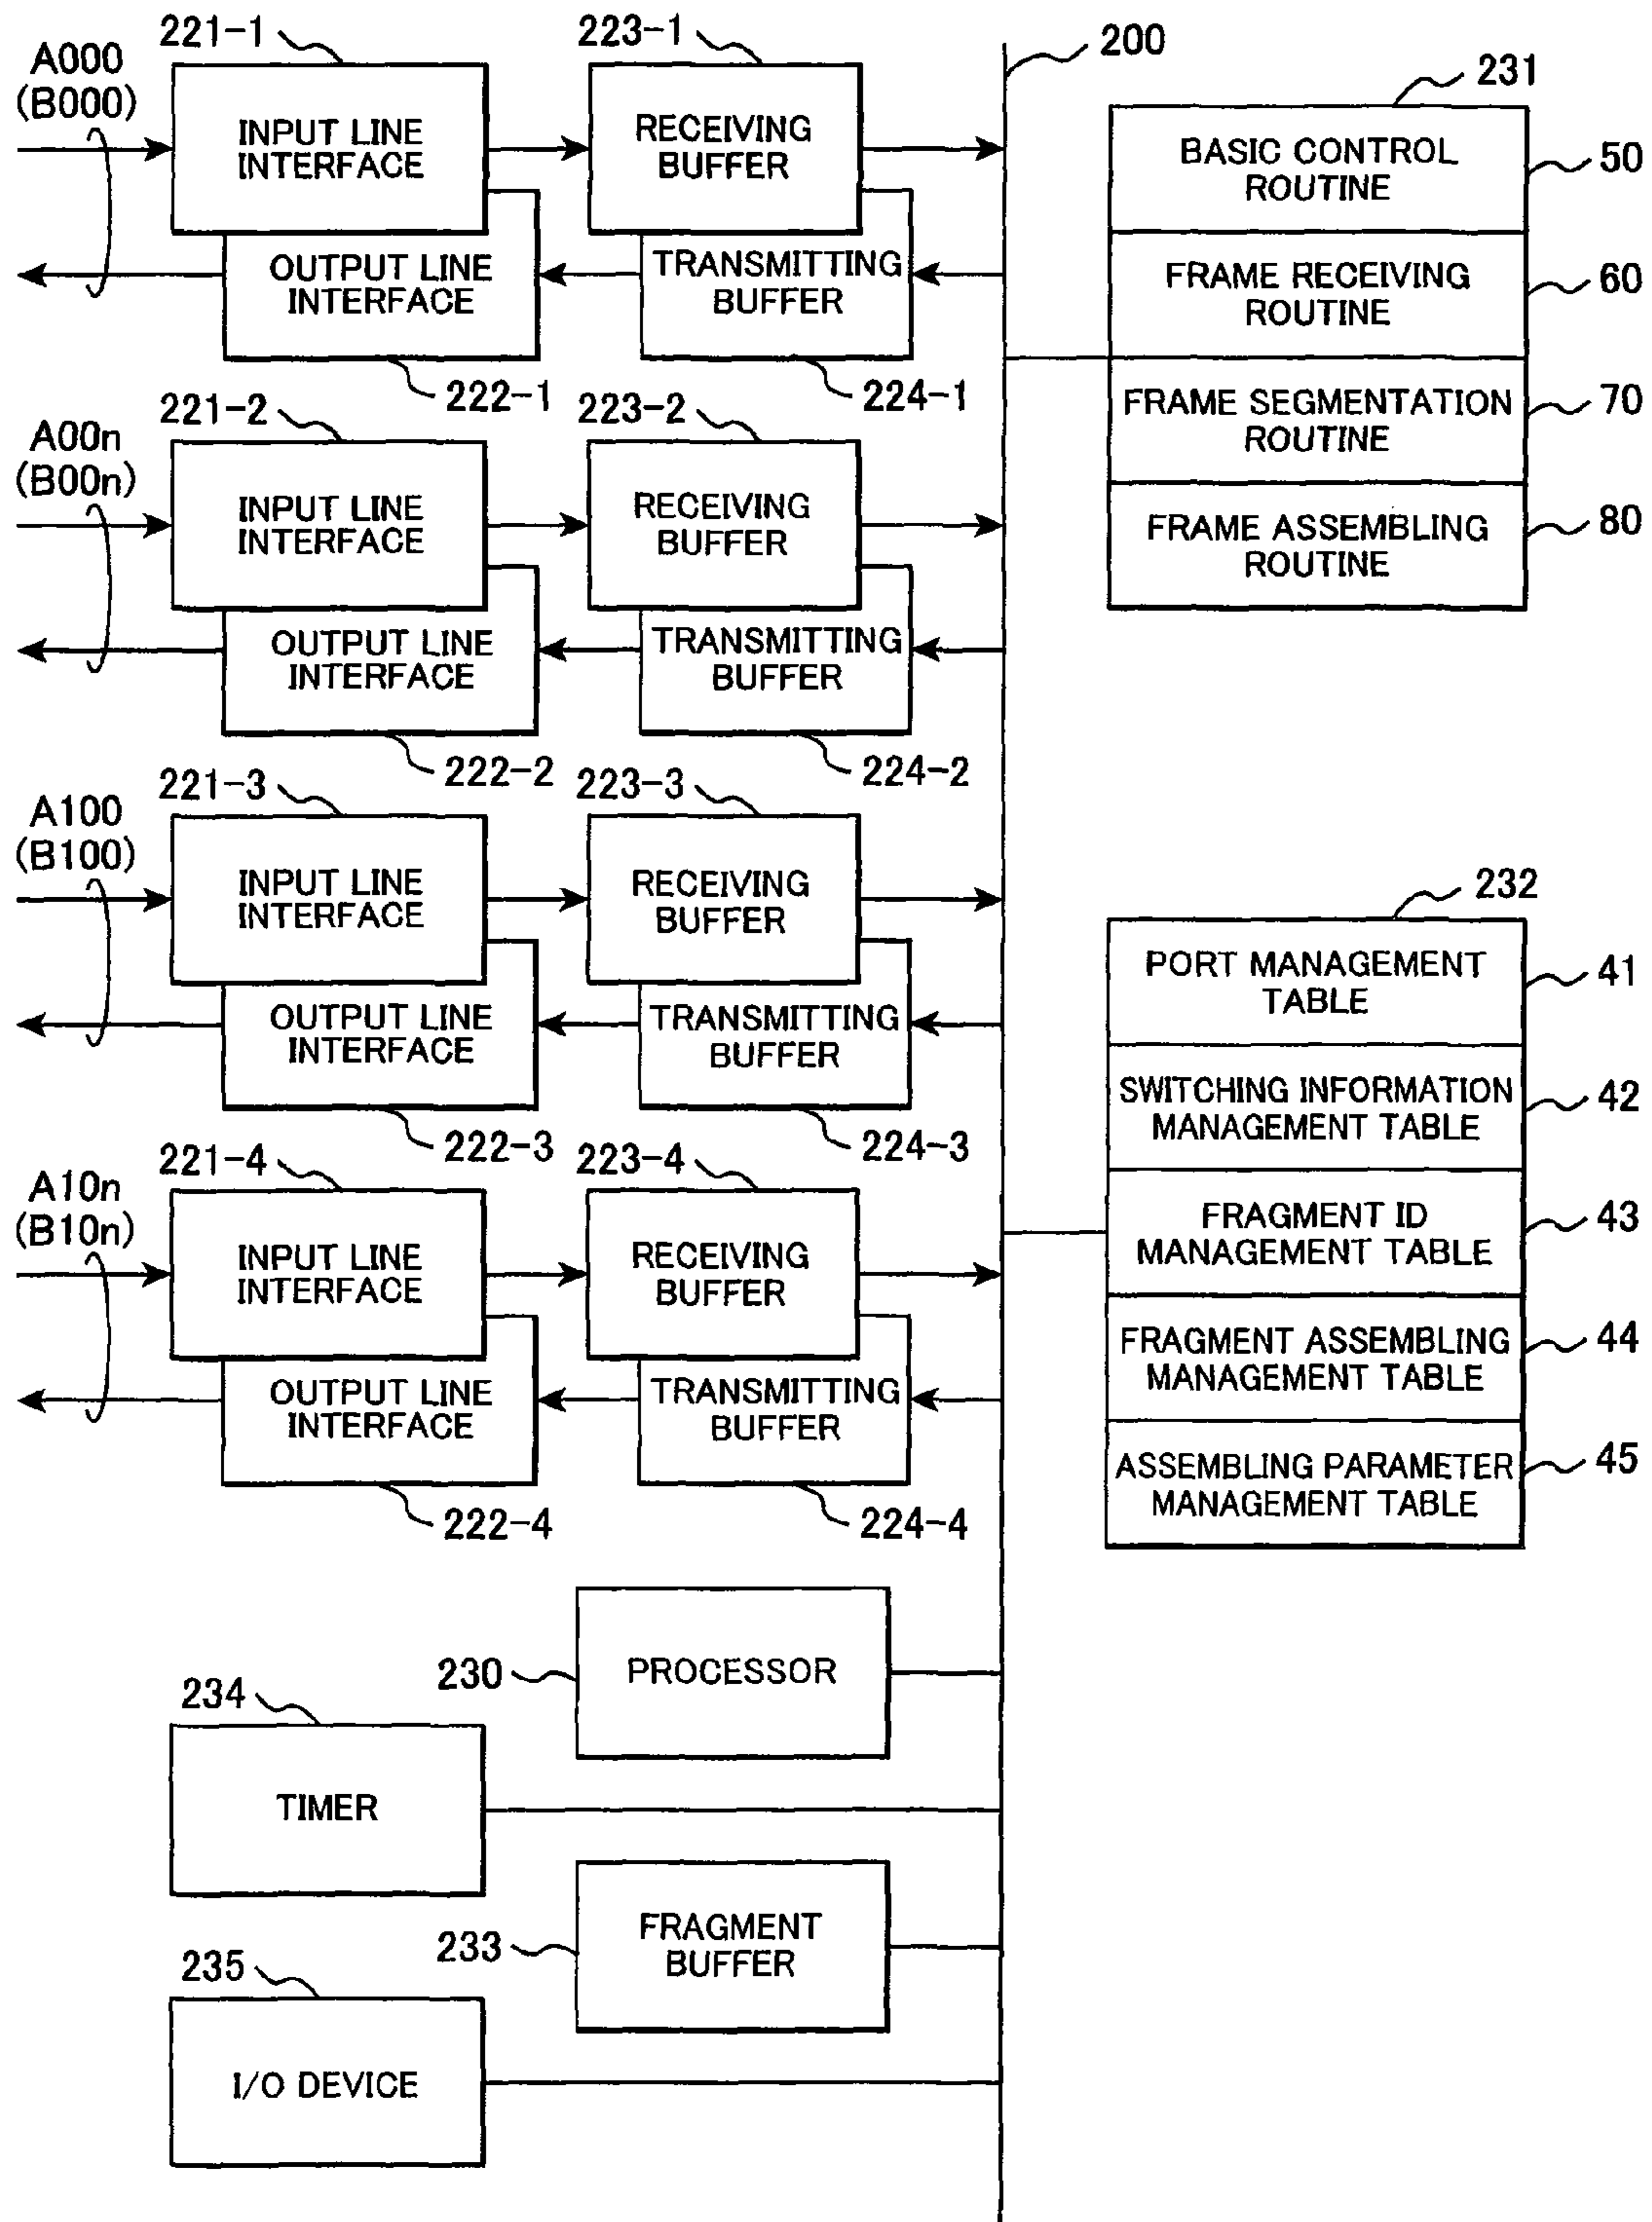 221-1
223-1
200
A000
(B000)
INPUT LINE
INTERFACE
RECEIVING
BUFFER
OUTPUT LINE
INTERFACE
TRANSMITTING
BUFFER
222-1
224-1
231
BASIC CONTROL
ROUTINE
50
FRAME RECEIVING
ROUTINE
60
FRAME SEGMENTATION
ROUTINE
70
FRAME ASSEMBLING
ROUTINE
80
221-2
223-2
A00n
(B00n)
INPUT LINE
INTERFACE
RECEIVING
BUFFER
OUTPUT LINE
INTERFACE
TRANSMITTING
BUFFER
222-2
224-2
221-3
223-3
A100
(B100)
INPUT LINE
INTERFACE
RECEIVING
BUFFER
OUTPUT LINE
INTERFACE
TRANSMITTING
BUFFER
222-3
224-3
232
PORT MANAGEMENT
TABLE
41
SWITCHING INFORMATION
MANAGEMENT TABLE
42
FRAGMENT ID
MANAGEMENT TABLE
43
FRAGMENT ASSEMBLING
MANAGEMENT TABLE
44
ASSEMBLING PARAMETER
MANAGEMENT TABLE
45
221-4
223-4
A10n
(B10n)
INPUT LINE
INTERFACE
RECEIVING
BUFFER
OUTPUT LINE
INTERFACE
TRANSMITTING
BUFFER
222-4
224-4
230
PROCESSOR
234
TIMER
233
FRAGMENT
BUFFER
235
I/O DEVICE